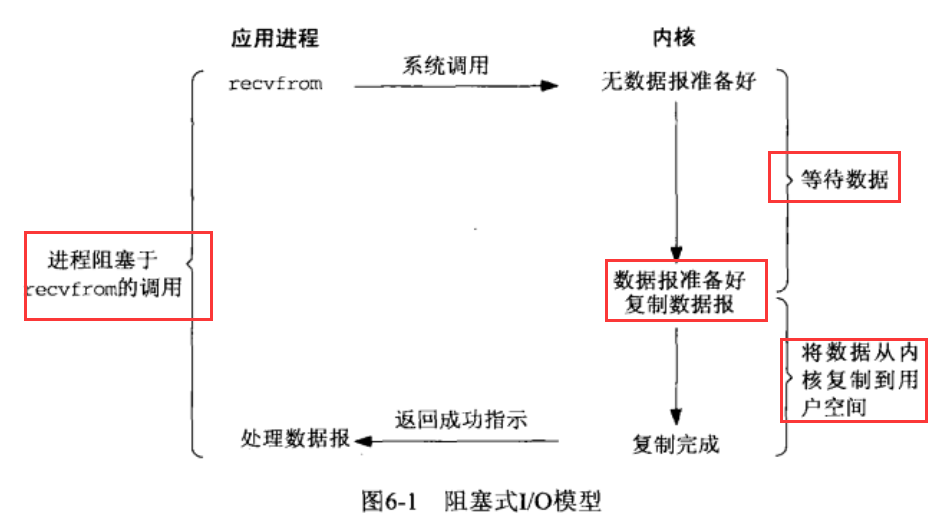 应用进程
内核
recvfrom
系统调用
无数据报准备好
等待数据
进程阻塞于
recvfrom的调用
数据报准备好
复制数据报
将数据从内
核复制到用
户空间
处理数据报
返回成功指示
复制完成
图6-1 阻塞式I/O模型